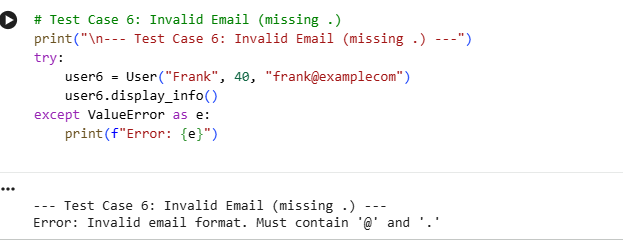 # Test Case 6: Invalid Email (missing .)
print("\n--- Test Case 6: Invalid Email (missing .) ---")
try:
    user6 = User("Frank", 40, "frank@examplecom")
    user6.display_info()
except ValueError as e:
    print(f"Error: {e}")
--- Test Case 6: Invalid Email (missing .) ---
Error: Invalid email format. Must contain '@' and '.'